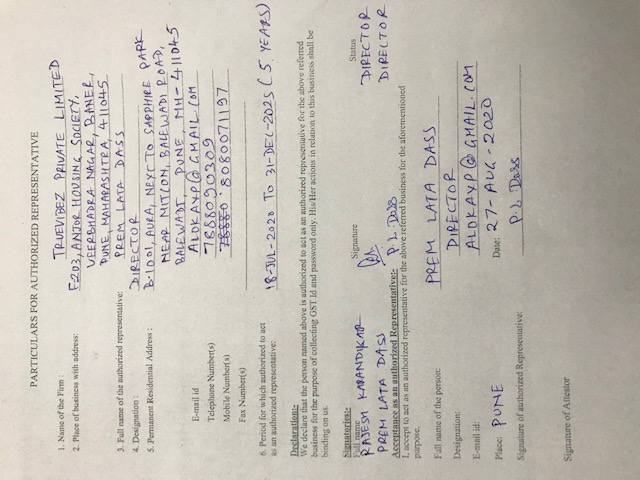 PARTICULARS FOR AUTHORIZED REPRESENTATIVE
1. Name of the Firm : TRUEVIBEZ PRIVATE LIMITED
2. Place of business with address: F-203, ANJOR HOUSING SOCIETY,
VEERBHADRA NAGAR, BANER,
PUNE, MAHARASHTRA, 411045
3. Full name of the authorized representative: PREM LATA DASS
4. Designation : DIRECTOR
5. Permanent Residential Address : B-1001, AURA, NEXT TO SAPPHIRE PARK
NEAR MITCON, BALEWADI ROAD,
BALEWADI, PUNE, MH- 411045
E-mail id ALOKAYP@GMAIL.COM
Telephone Number(s) 7888090309
Mobile Number(s) 78880 8080071197
Fax Number(s)
6. Period for which authorized to act
as an authorized representative: 18-JUL-2020 TO 31-DEC-2025 (5 YEARS)
Declaration:-
We declare that the person named above is authorized to act as an authorized representative for the above referred
business for the purpose of collecting GST Id and password only. His/Her actions in relation to this business shall be
binding on us.
Signatories:-
Full name Signature Status
RAJESH KARANDIKAR DIRECTOR
PREM LATA DASS P.L.Dass DIRECTOR
Acceptance as an authorized Representative:-
I, accept to act as an authorized representative for the above referred business for the aforementioned
purpose.
Full name of the person: PREM LATA DASS
Designation: DIRECTOR
E-mail id: ALOKAYP@GMAIL.COM
Place: PUNE Date: 27-AUG-2020
Signature of authorized Representative: P.L.Dass
Signature of Attestor